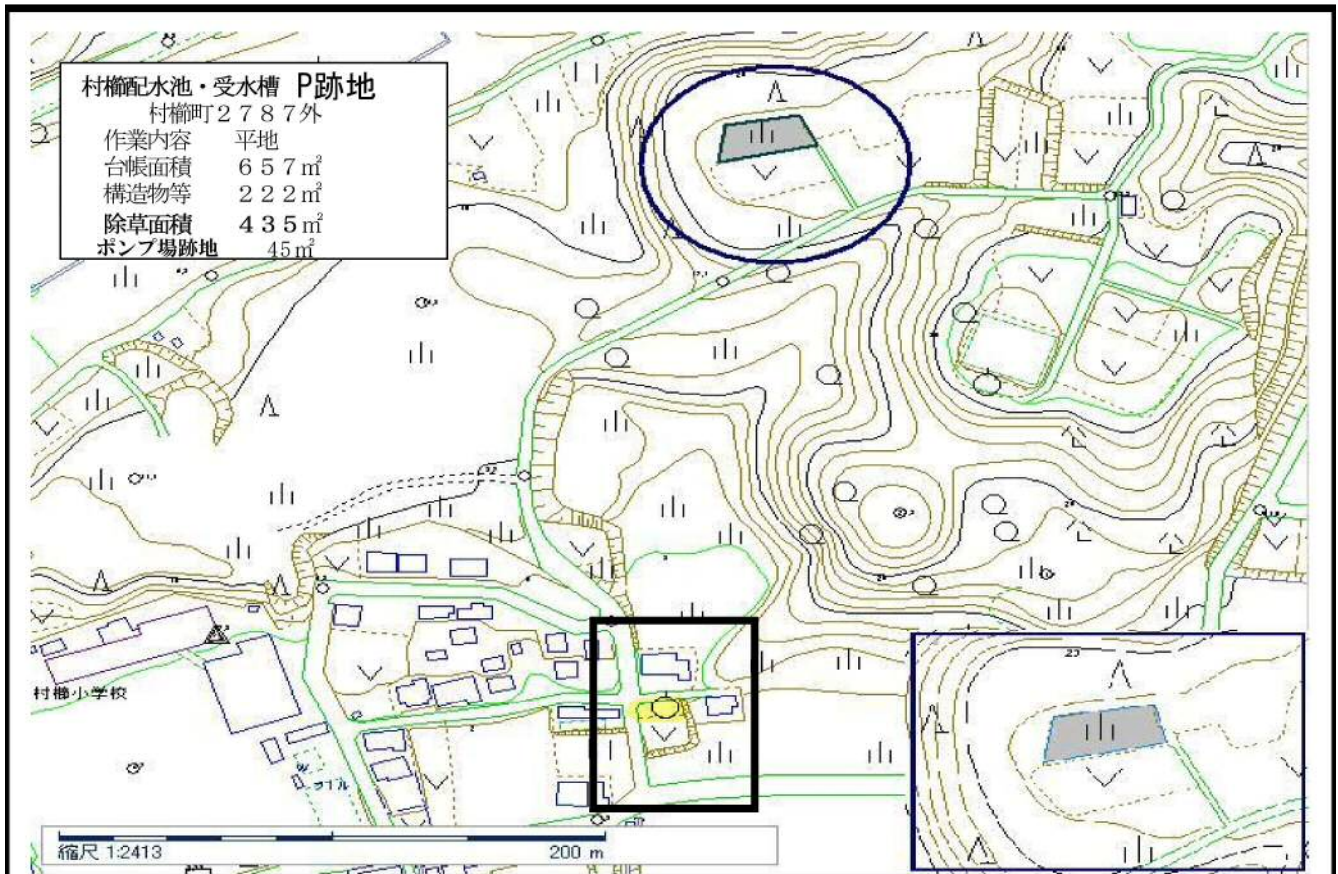 村櫛配水池・受水槽 P跡地
村櫛町2787外
作業内容 平地
台帳面積 657㎡
構造物等 222㎡
除草面積 435㎡
ポンプ場跡地 45㎡
村櫛小学校
縮尺 1:2413
200 m